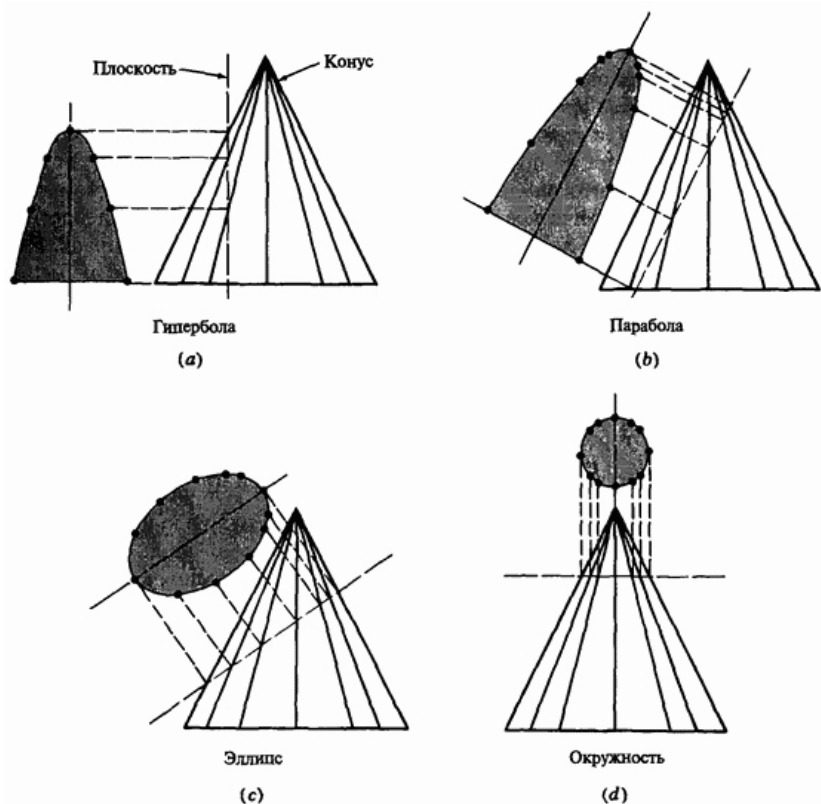 Плоскость
Конус
Гипербола
(a)
Парабола
(b)
Эллипс
(c)
Окружность
(d)